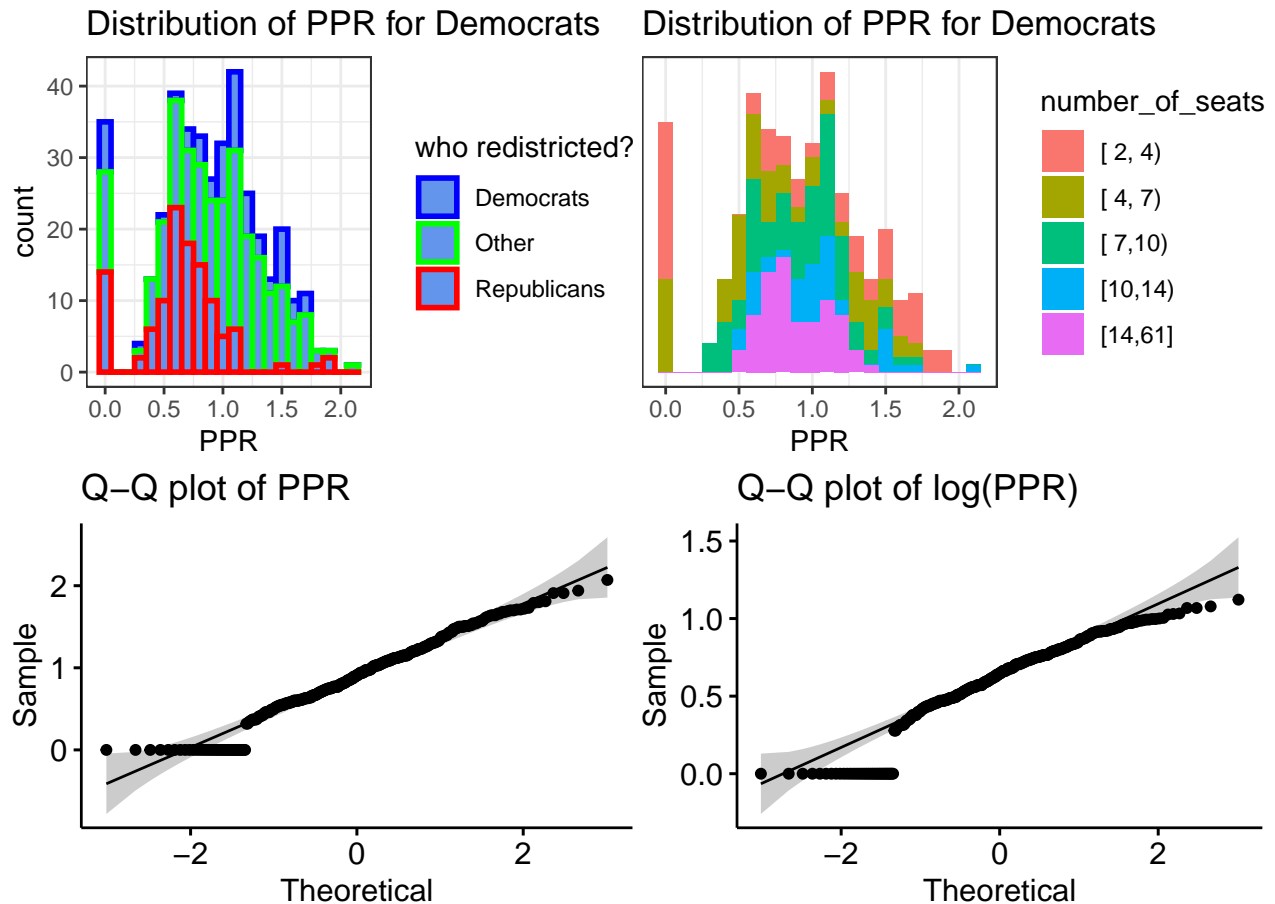 Distribution of PPR for Democrats
40
30
20
10
0
count
0.0 0.5 1.0 1.5 2.0
PPR
who redistricted?
Democrats
Other
Republicans
Distribution of PPR for Democrats
0.0 0.5 1.0 1.5 2.0
PPR
number_of_seats
[ 2, 4)
[ 4, 7)
[ 7,10)
[10,14)
[14,61]
Q−Q plot of PPR
2
1
0
Sample
−2 0 2
Theoretical
Q−Q plot of log(PPR)
1.5
1.0
0.5
0.0
Sample
−2 0 2
Theoretical